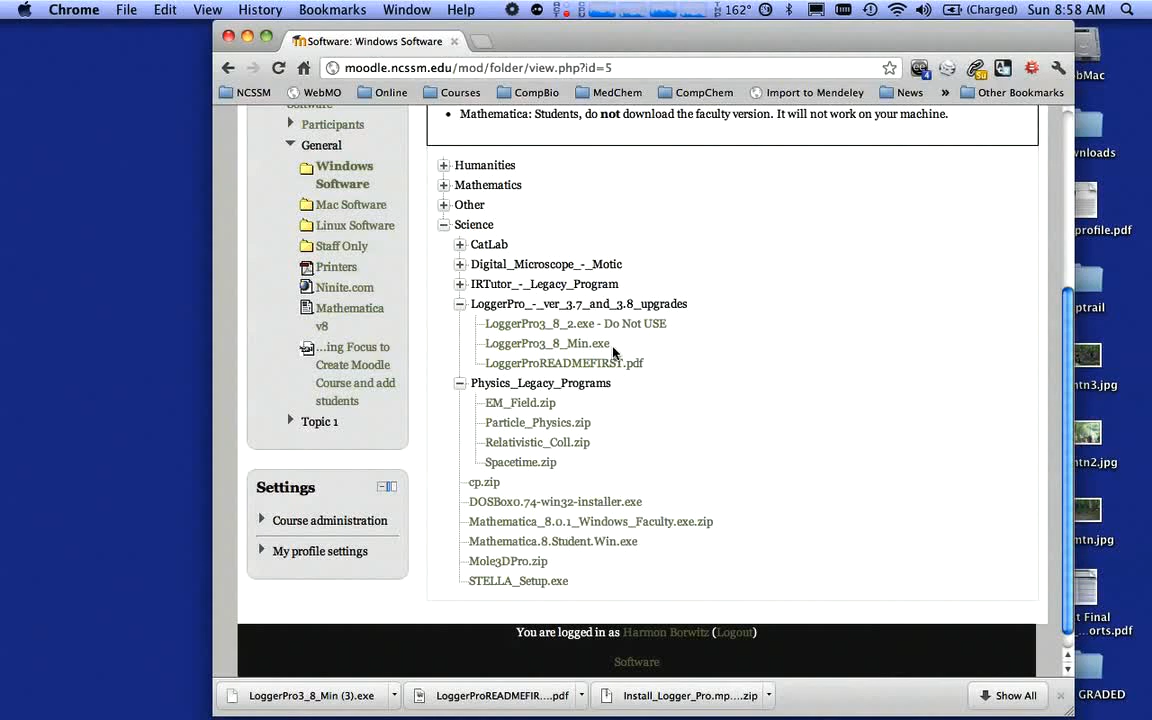 Chrome File Edit View History Bookmarks Window Help 162° (Charged) Sun 8:58 AM
Software: Windows Software
moodle.ncssm.edu/mod/folder/view.php?id=5
NCSSM WebMO Online Courses CompBio MedChem CompChem Import to Mendeley News » Other Bookmarks
Software
Participants
General
Windows
Software
Mac Software
Linux Software
Staff Only
Printers
Ninite.com
Mathematica
v8
...ing Focus to
Create Moodle
Course and add
students
Topic 1
Settings
Course administration
My profile settings
Mathematica: Students, do not download the faculty version. It will not work on your machine.
Humanities
Mathematics
Other
Science
CatLab
Digital_Microscope_-_Motic
IRTutor_-_Legacy_Program
LoggerPro_-_ver_3.7_and_3.8_upgrades
LoggerPro3_8_2.exe - Do Not USE
LoggerPro3_8_Min.exe
LoggerProREADMEFIRST.pdf
Physics_Legacy_Programs
EM_Field.zip
Particle_Physics.zip
Relativistic_Coll.zip
Spacetime.zip
cp.zip
DOSBox0.74-win32-installer.exe
Mathematica_8.0.1_Windows_Faculty.exe.zip
Mathematica.8.Student.Win.exe
Mole3DPro.zip
STELLA_Setup.exe
You are logged in as Harmon Borwitz (Logout)
Software
LoggerPro3_8_Min (3).exe LoggerProREADMEFIR....pdf Install_Logger_Pro.mp....zip Show All
bMac
wnloads
profile.pdf
ptrail
ntn3.jpg
mtn2.jpg
mtn.jpg
t Final
_...orts.pdf
GRADED